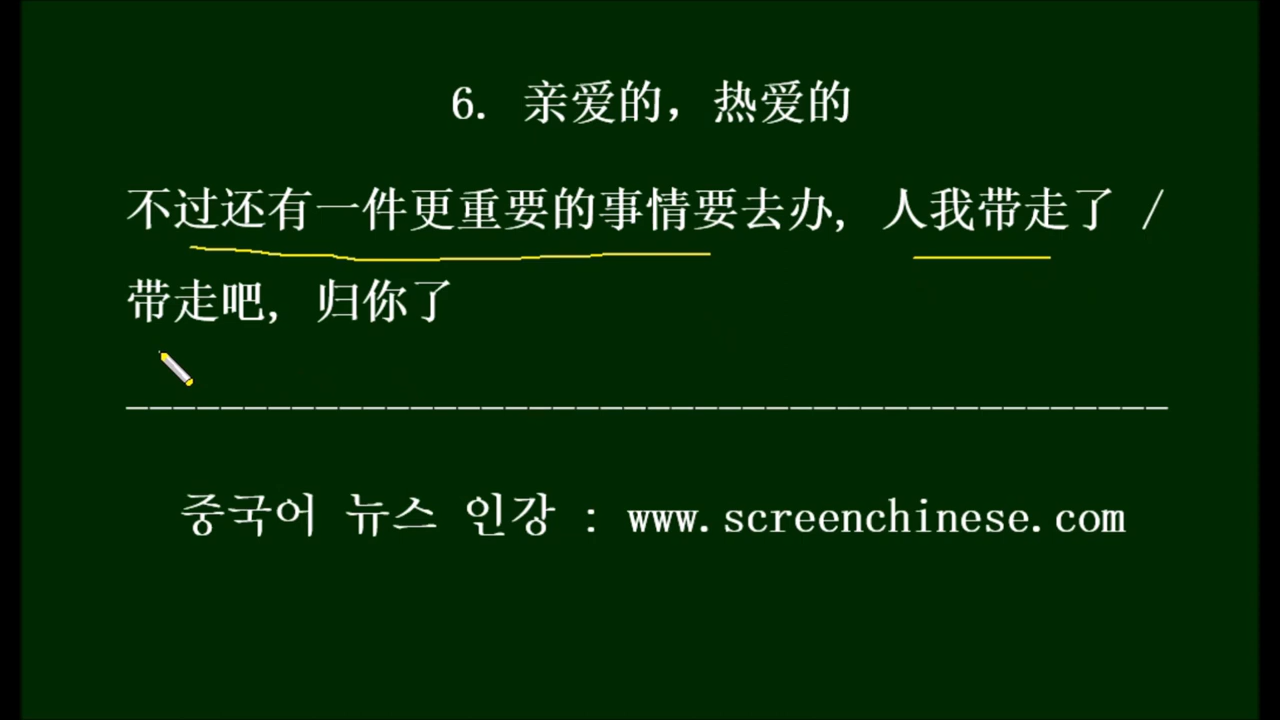 6. 亲爱的，热爱的
不过还有一件更重要的事情要去办, 人我带走了 /
带走吧, 归你了
중국어 뉴스 인강 : www.screenchinese.com